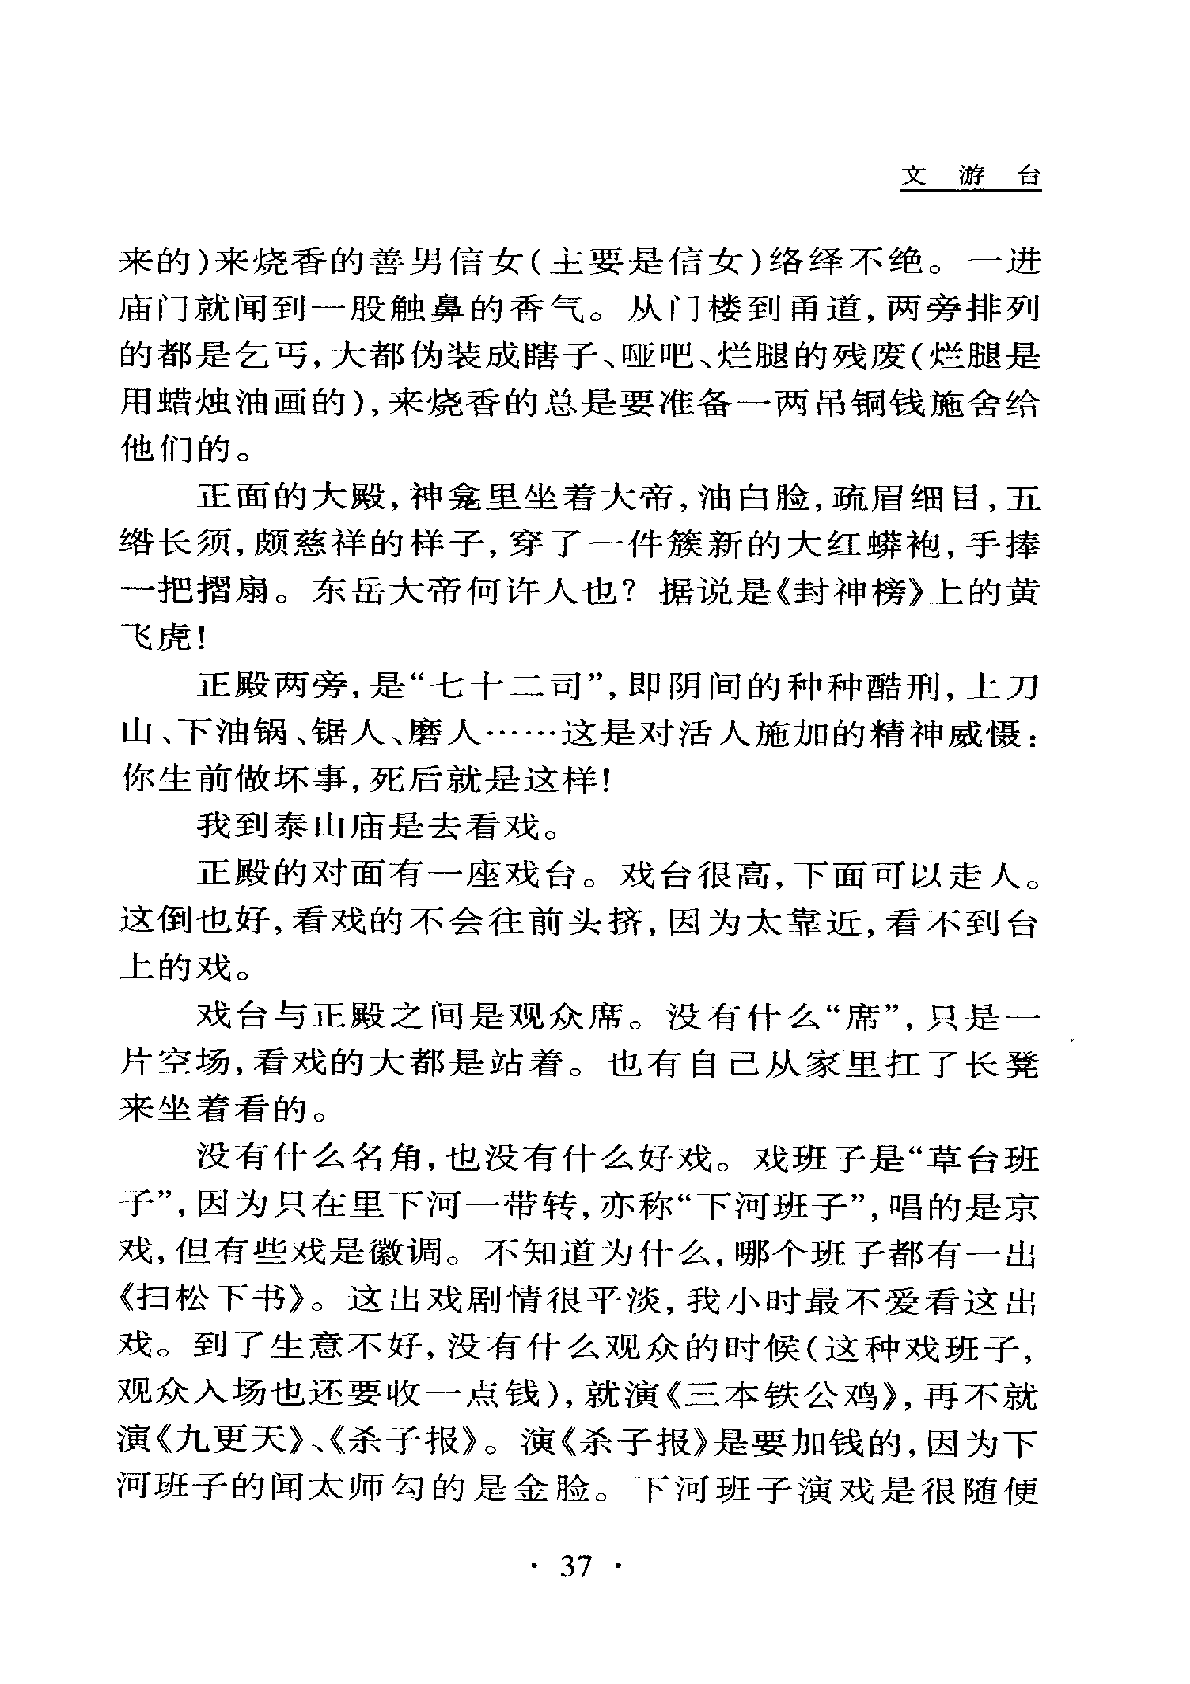 文 游 台
来的)来烧香的善男信女(主要是信女)络绎不绝。一进
庙门就闻到一股触鼻的香气。从门楼到甬道,两旁排列
的都是乞丐,大都伪装成瞎子、哑吧、烂腿的残废(烂腿是
用蜡烛油画的),来烧香的总是要准备一两吊铜钱施舍给
他们的。
正面的大殿,神龛里坐着大帝,油白脸,疏眉细目,五
绺长须,颇慈祥的样子,穿了一件簇新的大红蟒袍,手捧
一把摺扇。东岳大帝何许人也?据说是《封神榜》上的黄
飞虎!
正殿两旁,是“七十二司”,即阴间的种种酷刑,上刀
山、下油锅、锯人、磨人……这是对活人施加的精神威慑:
你生前做坏事,死后就是这样!
我到泰山庙是去看戏。
正殿的对面有一座戏台。戏台很高,下面可以走人。
这倒也好,看戏的不会往前头挤,因为太靠近,看不到台
上的戏。
戏台与正殿之间是观众席。没有什么“席”,只是一
片空场,看戏的大都是站着。也有自己从家里扛了长凳
来坐着看的。
没有什么名角,也没有什么好戏。戏班子是“草台班
子”,因为只在里下河一带转,亦称“下河班子”,唱的是京
戏,但有些戏是徽调。不知道为什么,哪个班子都有一出
《扫松下书》。这出戏剧情很平淡,我小时最不爱看这出
戏。到了生意不好,没有什么观众的时候(这种戏班子,
观众入场也还要收一点钱),就演《三本铁公鸡》,再不就
演《九更天》、《杀子报》。演《杀子报》是要加钱的,因为下
河班子的闻太师勾的是金脸。下河班子演戏是很随便
· 37 ·